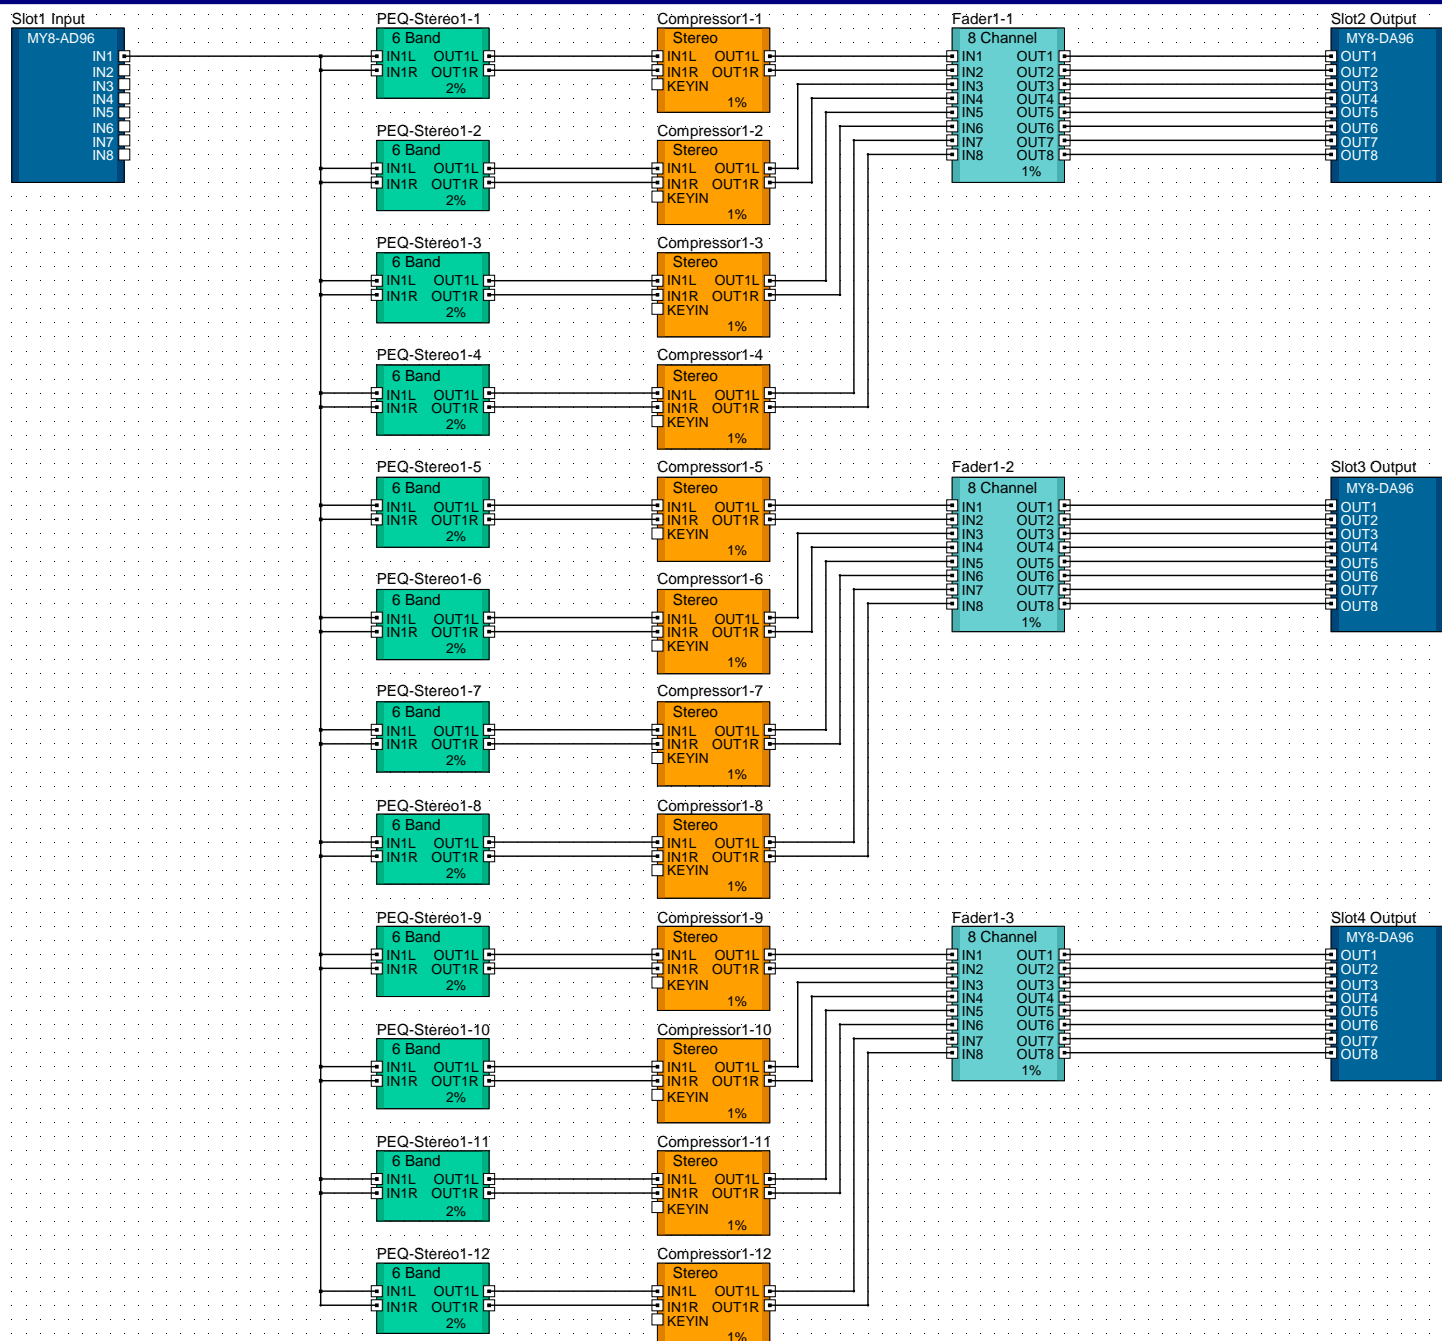 Slot1 Input
MY8-AD96
IN1
IN2
IN3
IN4
IN5
IN6
IN7
IN8
PEQ-Stereo1-1
6 Band
IN1L OUT1L
IN1R OUT1R
2%
Compressor1-1
Stereo
IN1L OUT1L
IN1R OUT1R
KEYIN
1%
Fader1-1
8 Channel
IN1 OUT1
IN2 OUT2
IN3 OUT3
IN4 OUT4
IN5 OUT5
IN6 OUT6
IN7 OUT7
IN8 OUT8
1%
Slot2 Output
MY8-DA96
OUT1
OUT2
OUT3
OUT4
OUT5
OUT6
OUT7
OUT8
PEQ-Stereo1-2
6 Band
IN1L OUT1L
IN1R OUT1R
2%
Compressor1-2
Stereo
IN1L OUT1L
IN1R OUT1R
KEYIN
1%
PEQ-Stereo1-3
6 Band
IN1L OUT1L
IN1R OUT1R
2%
Compressor1-3
Stereo
IN1L OUT1L
IN1R OUT1R
KEYIN
1%
PEQ-Stereo1-4
6 Band
IN1L OUT1L
IN1R OUT1R
2%
Compressor1-4
Stereo
IN1L OUT1L
IN1R OUT1R
KEYIN
1%
PEQ-Stereo1-5
6 Band
IN1L OUT1L
IN1R OUT1R
2%
Compressor1-5
Stereo
IN1L OUT1L
IN1R OUT1R
KEYIN
1%
Fader1-2
8 Channel
IN1 OUT1
IN2 OUT2
IN3 OUT3
IN4 OUT4
IN5 OUT5
IN6 OUT6
IN7 OUT7
IN8 OUT8
1%
Slot3 Output
MY8-DA96
OUT1
OUT2
OUT3
OUT4
OUT5
OUT6
OUT7
OUT8
PEQ-Stereo1-6
6 Band
IN1L OUT1L
IN1R OUT1R
2%
Compressor1-6
Stereo
IN1L OUT1L
IN1R OUT1R
KEYIN
1%
PEQ-Stereo1-7
6 Band
IN1L OUT1L
IN1R OUT1R
2%
Compressor1-7
Stereo
IN1L OUT1L
IN1R OUT1R
KEYIN
1%
PEQ-Stereo1-8
6 Band
IN1L OUT1L
IN1R OUT1R
2%
Compressor1-8
Stereo
IN1L OUT1L
IN1R OUT1R
KEYIN
1%
PEQ-Stereo1-9
6 Band
IN1L OUT1L
IN1R OUT1R
2%
Compressor1-9
Stereo
IN1L OUT1L
IN1R OUT1R
KEYIN
1%
Fader1-3
8 Channel
IN1 OUT1
IN2 OUT2
IN3 OUT3
IN4 OUT4
IN5 OUT5
IN6 OUT6
IN7 OUT7
IN8 OUT8
1%
Slot4 Output
MY8-DA96
OUT1
OUT2
OUT3
OUT4
OUT5
OUT6
OUT7
OUT8
PEQ-Stereo1-10
6 Band
IN1L OUT1L
IN1R OUT1R
2%
Compressor1-10
Stereo
IN1L OUT1L
IN1R OUT1R
KEYIN
1%
PEQ-Stereo1-11
6 Band
IN1L OUT1L
IN1R OUT1R
2%
Compressor1-11
Stereo
IN1L OUT1L
IN1R OUT1R
KEYIN
1%
PEQ-Stereo1-12
6 Band
IN1L OUT1L
IN1R OUT1R
2%
Compressor1-12
Stereo
IN1L OUT1L
IN1R OUT1R
KEYIN
1%